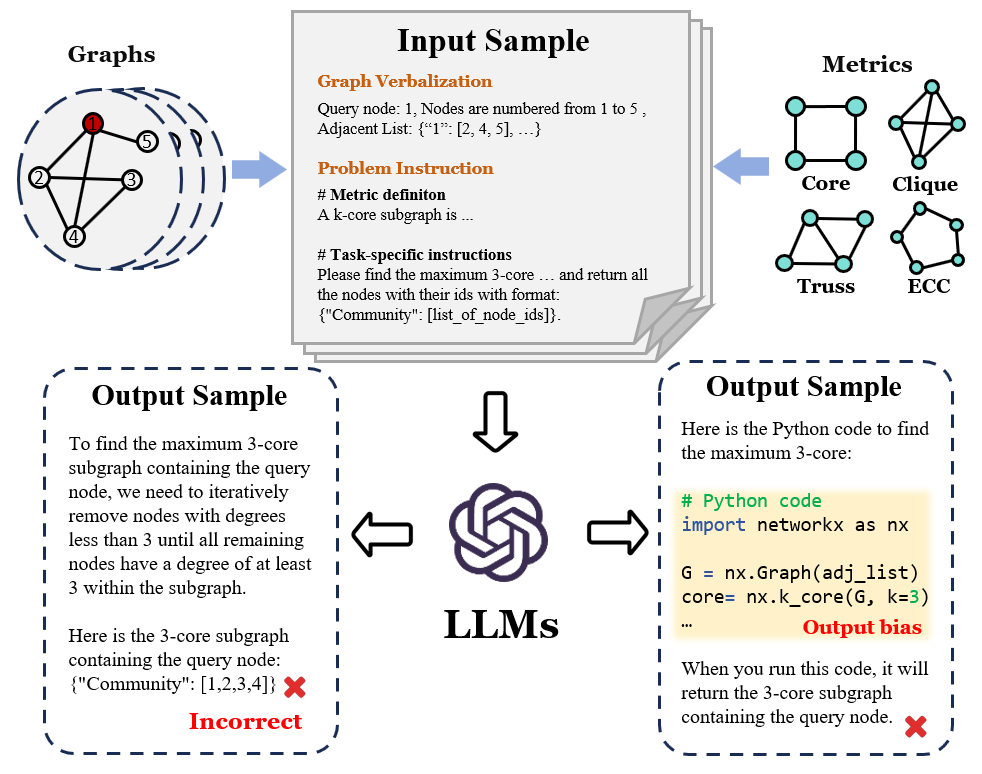 Graphs
1
5
2
3
4
Input Sample
Graph Verbalization
Query node: 1, Nodes are numbered from 1 to 5 ,
Adjacent List: {“1”: [2, 4, 5], …}
Problem Instruction
# Metric definiton
A k-core subgraph is ...
# Task-specific instructions
Please find the maximum 3-core … and return all
the nodes with their ids with format:
{"Community": [list_of_node_ids]}.
Metrics
Core
Clique
Truss
ECC
Output Sample
To find the maximum 3-core
subgraph containing the query
node, we need to iteratively
remove nodes with degrees
less than 3 until all remaining
nodes have a degree of at least
3 within the subgraph.
Here is the 3-core subgraph
containing the query node:
{"Community": [1,2,3,4]}
Incorrect
LLMs
Output Sample
Here is the Python code to find
the maximum 3-core:
# Python code
import networkx as nx
G = nx.Graph(adj_list)
core= nx.k_core(G, k=3)
…
Output bias
When you run this code, it will
return the 3-core subgraph
containing the query node.